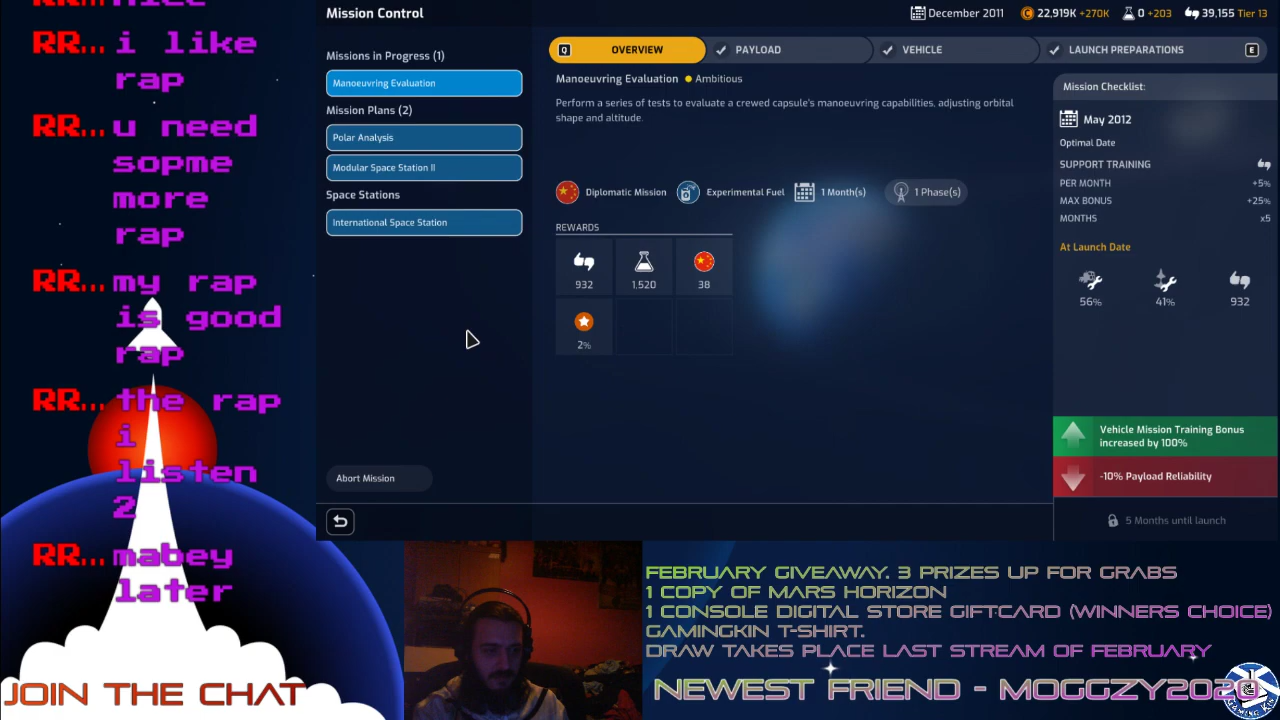 nice
RR... i like
rap
RR... u need
sopme
more
rap
RR... my rap
is good
rap
RR... the rap
i
listen
2
RR... mabey
later
JOIN THE CHAT
Mission Control
December 2011
22,919K +270K
0 +203
39,155 Tier 13
Missions in Progress (1)
Manoeuvring Evaluation
Mission Plans (2)
Polar Analysis
Modular Space Station II
Space Stations
International Space Station
Abort Mission
Q OVERVIEW
PAYLOAD
VEHICLE
LAUNCH PREPARATIONS E
Manoeuvring Evaluation Ambitious
Perform a series of tests to evaluate a crewed capsule's manoeuvring capabilities, adjusting orbital
shape and altitude.
Diplomatic Mission
Experimental Fuel
1 Month(s)
1 Phase(s)
REWARDS
932 1,520 38
2%
Mission Checklist:
May 2012
Optimal Date
SUPPORT TRAINING
PER MONTH +5%
MAX BONUS +25%
MONTHS x5
At Launch Date
56% 41% 932
Vehicle Mission Training Bonus
increased by 100%
-10% Payload Reliability
5 Months until launch
FEBRUARY GIVEAWAY. 3 PRIZES UP FOR GRABS
1 COPY OF MARS HORIZON
1 CONSOLE DIGITAL STORE GIFTCARD (WINNERS CHOICE)
GAMINGKIN T-SHIRT.
DRAW TAKES PLACE LAST STREAM OF FEBRUARY
NEWEST FRIEND - MOGGZY2020